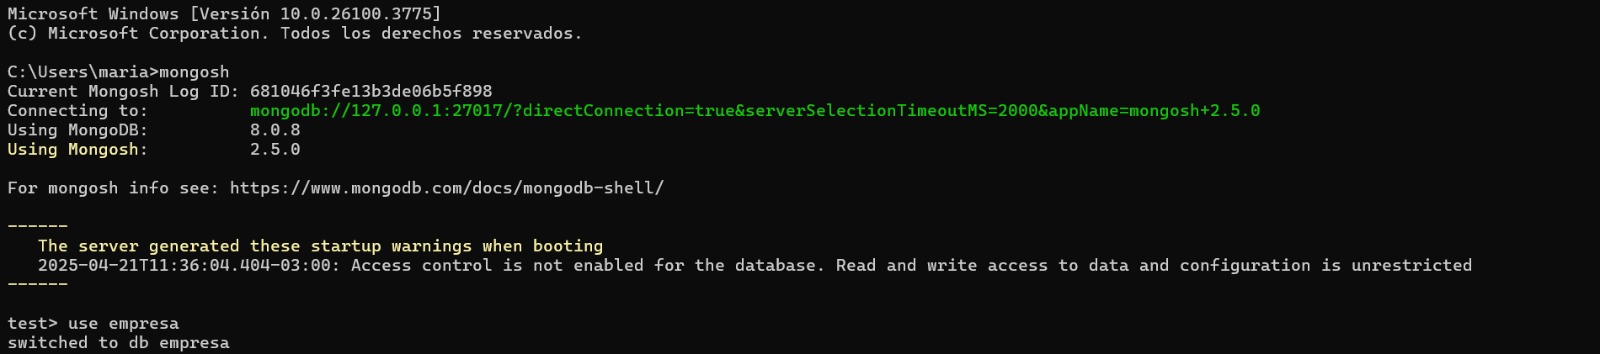 Microsoft Windows [Versión 10.0.26100.3775]
(c) Microsoft Corporation. Todos los derechos reservados.
C:\Users\maria>mongosh
Current Mongosh Log ID: 681046f3fe13b3de06b5f898
Connecting to: mongodb://127.0.0.1:27017/?directConnection=true&serverSelectionTimeoutMS=2000&appName=mongosh+2.5.0
Using MongoDB: 8.0.8
Using Mongosh: 2.5.0
For mongosh info see: https://www.mongodb.com/docs/mongodb-shell/
------
The server generated these startup warnings when booting
2025-04-21T11:36:04.404-03:00: Access control is not enabled for the database. Read and write access to data and configuration is unrestricted
------
test> use empresa
switched to db empresa